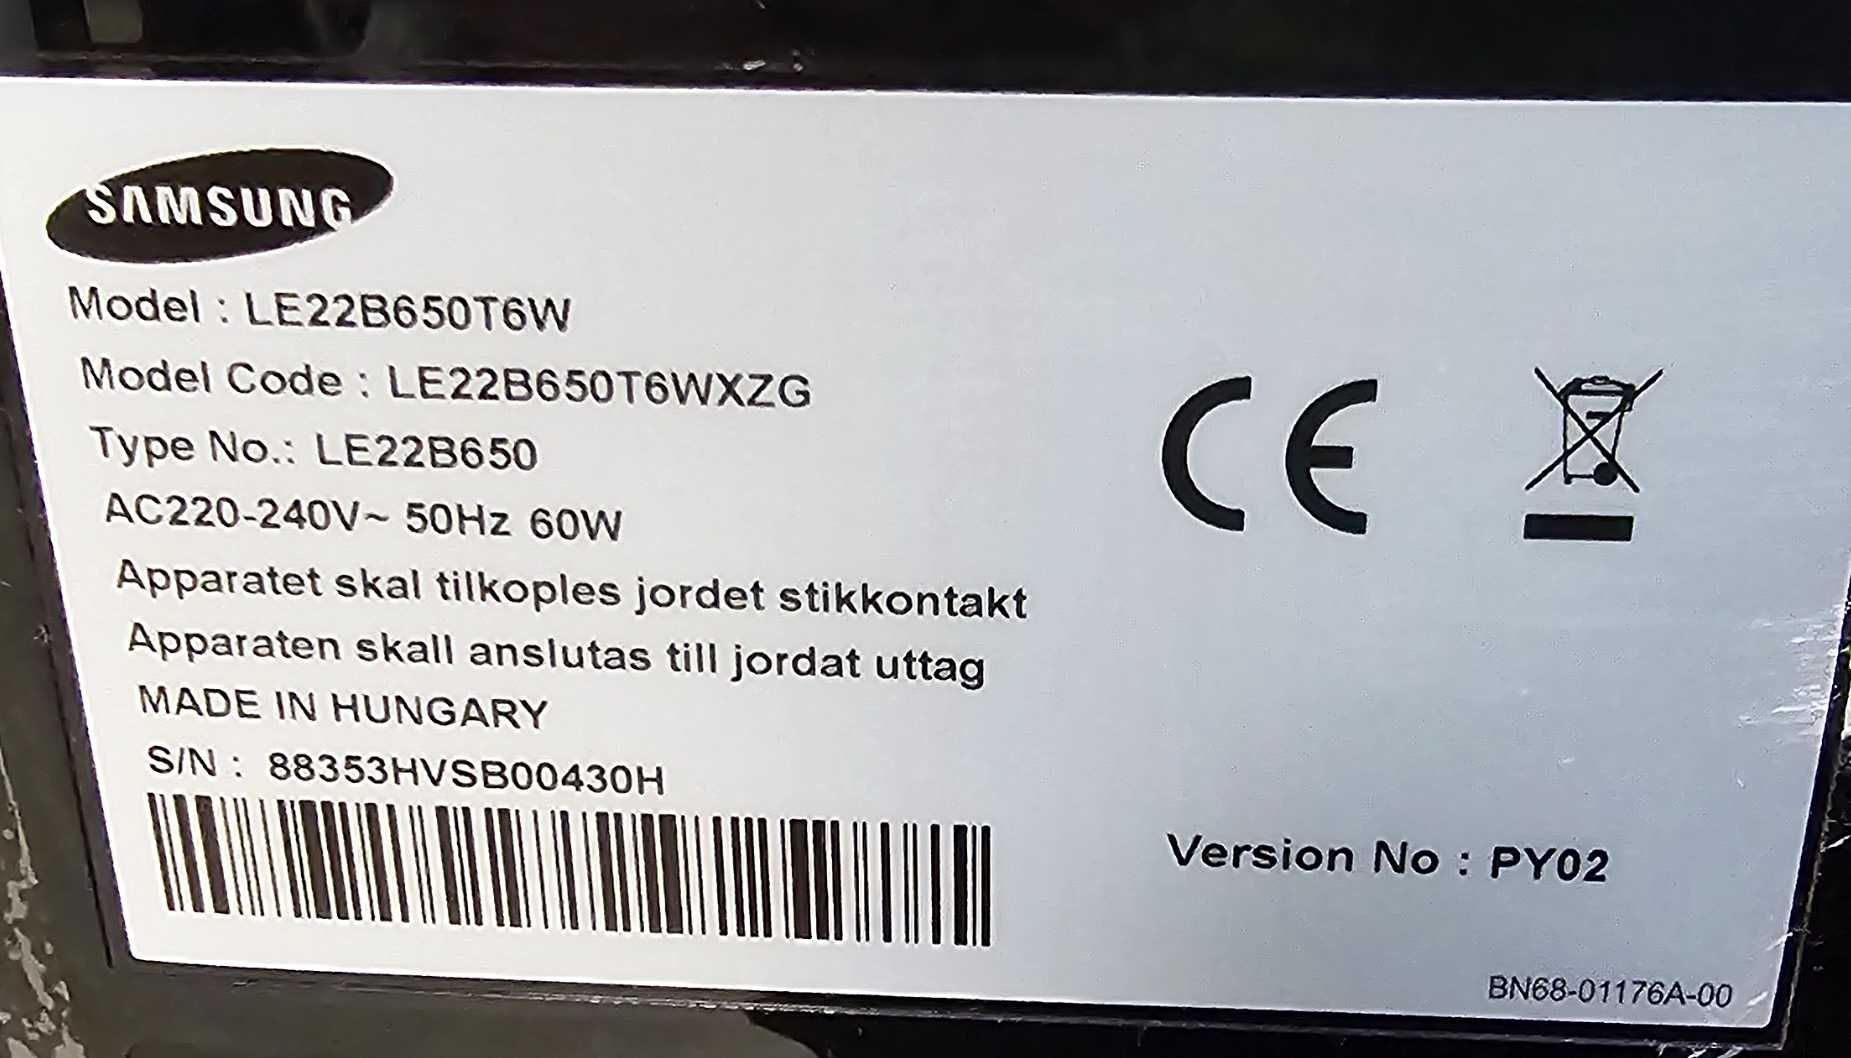 SAMSUNG
Model : LE22B650T6W
Model Code : LE22B650T6WXZG
Type No.: LE22B650
AC220-240V~ 50Hz 60W
Apparatet skal tilkoples jordet stikkontakt
Apparaten skall anslutas till jordat uttag
MADE IN HUNGARY
S/N : 88353HVSB00430H
CE
Version No : PY02
BN68-01176A-00